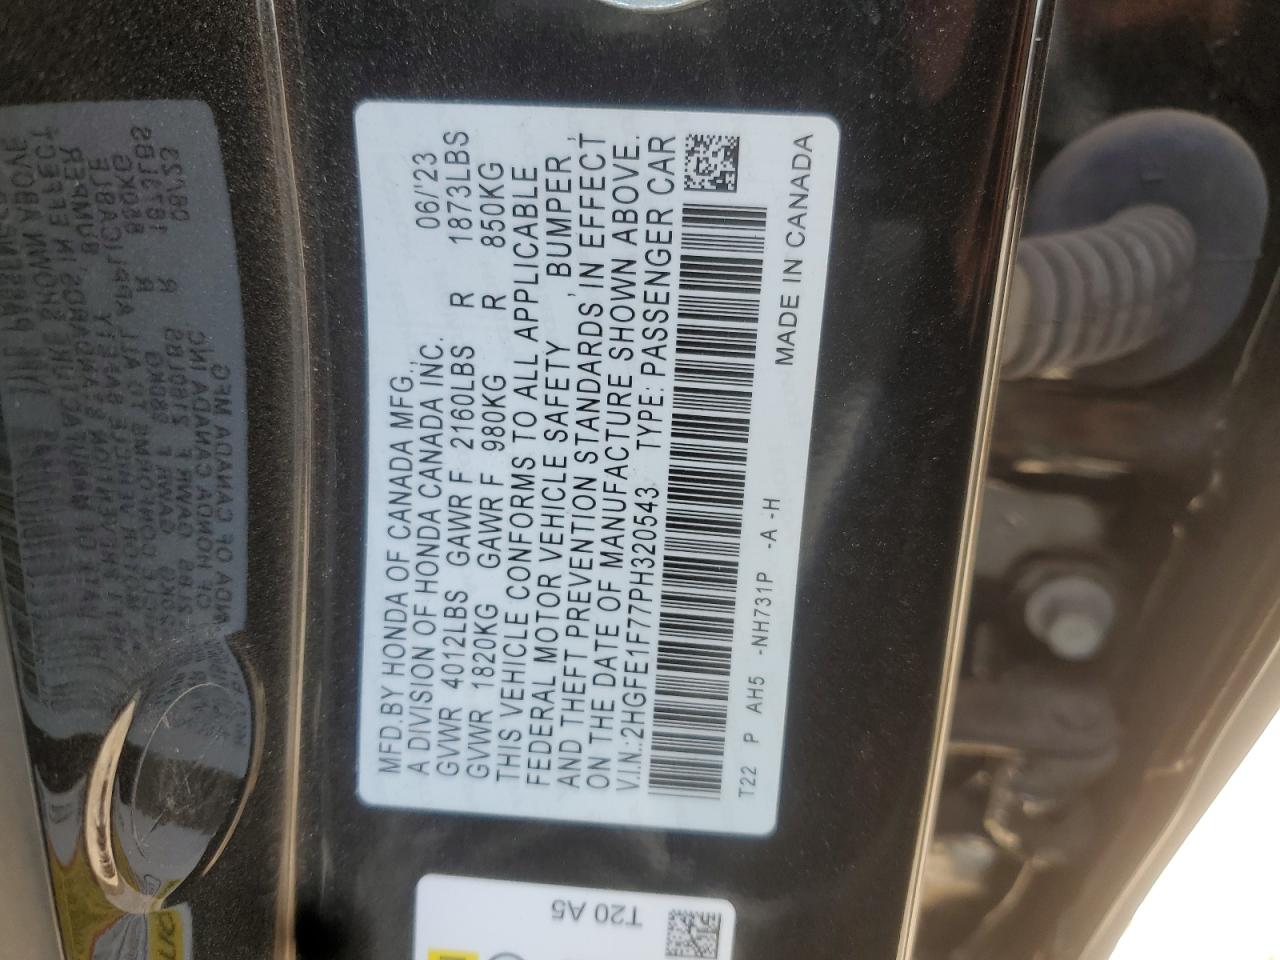 MFD.BY HONDA OF CANADA MFG.,
A DIVISION OF HONDA CANADA INC. 06/'23
GVWR 4012LBS GAWR F 2160LBS R 1873LBS
GVWR 1820KG GAWR F 980KG R 850KG
THIS VEHICLE CONFORMS TO ALL APPLICABLE
FEDERAL MOTOR VEHICLE SAFETY , BUMPER ,
AND THEFT PREVENTION STANDARDS IN EFFECT
ON THE DATE OF MANUFACTURE SHOWN ABOVE.
V.I.N.:2HGFE1F77PH320543 TYPE: PASSENGER CAR
T22 P AH5 -NH731P -A -H
MADE IN CANADA
T20 A5